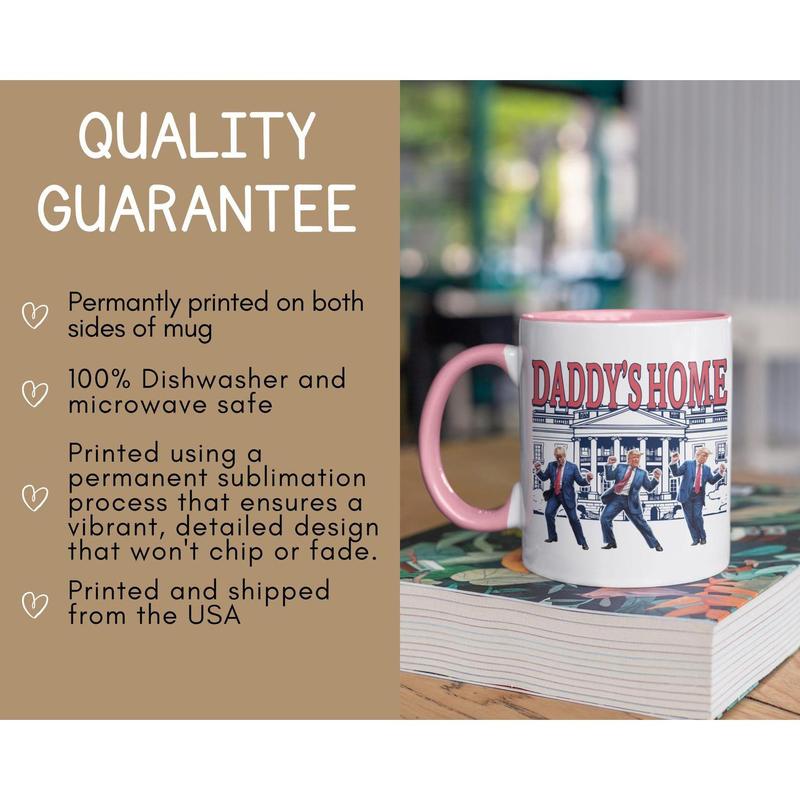 QUALITY
GUARANTEE
Permantly printed on both
sides of mug
100% Dishwasher and
microwave safe
Printed using a
permanent sublimation
process that ensures a
vibrant, detailed design
that won't chip or fade.
Printed and shipped
from the USA
DADDY'S HOME